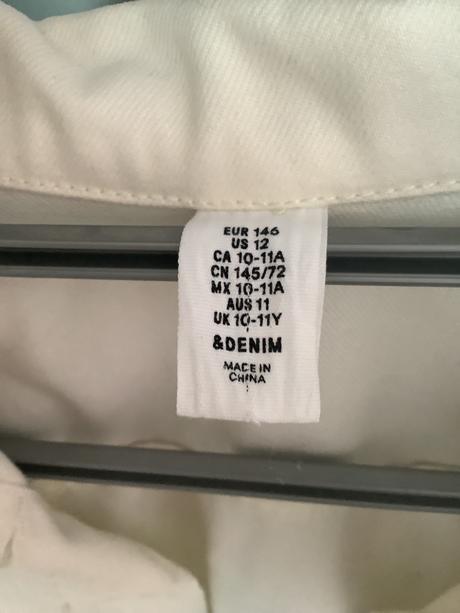 EUR 146
US 12
CA 10-11A
CN 145/72
MX 10-11A
AUS 11
UK 10-11Y
&DENIM
MADE IN
CHINA